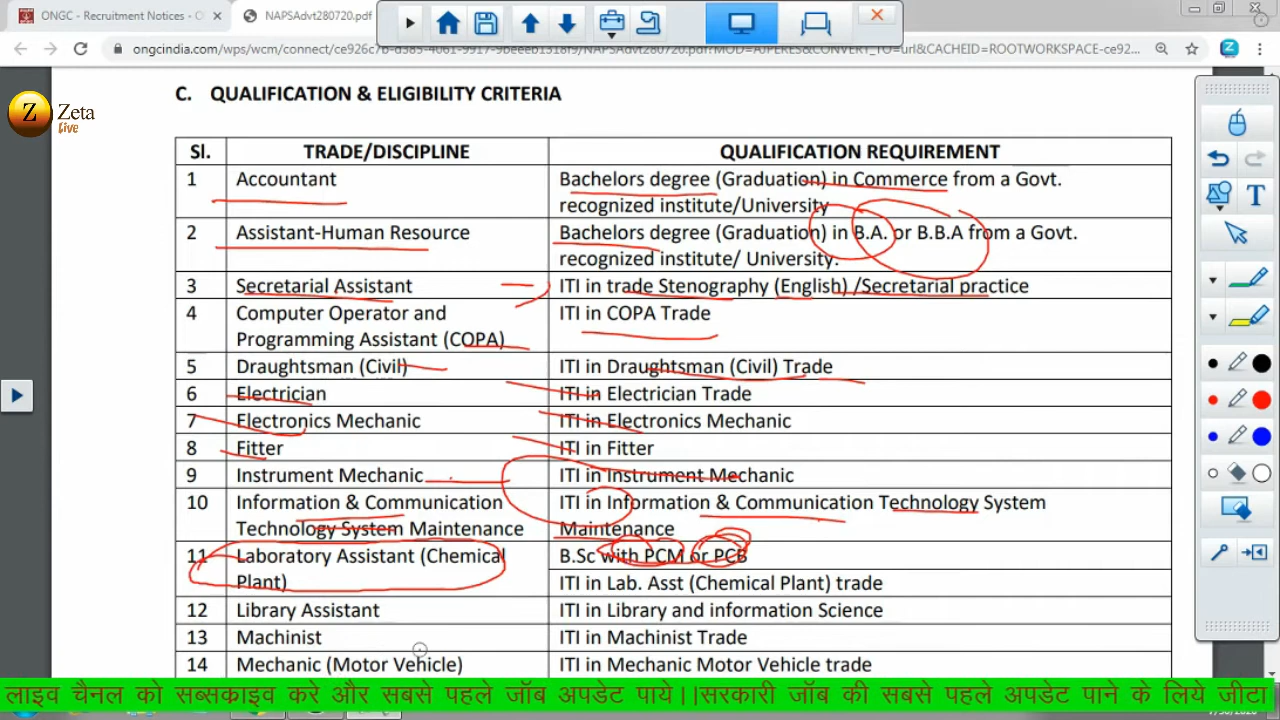 ONGC - Recruitment Notices - O
NAPSAdvt280720.pdf
C. QUALIFICATION & ELIGIBILITY CRITERIA
Z Zeta
live
Sl. TRADE/DISCIPLINE QUALIFICATION REQUIREMENT
1 Accountant Bachelors degree (Graduation) in Commerce from a Govt.
recognized institute/University
2 Assistant-Human Resource Bachelors degree (Graduation) in B.A. or B.B.A from a Govt.
recognized institute/ University.
3 Secretarial Assistant ITI in trade Stenography (English) /Secretarial practice
4 Computer Operator and ITI in COPA Trade
Programming Assistant (COPA)
5 Draughtsman (Civil) ITI in Draughtsman (Civil) Trade
6 Electrician ITI in Electrician Trade
7 Electronics Mechanic ITI in Electronics Mechanic
8 Fitter ITI in Fitter
9 Instrument Mechanic ITI in Instrument Mechanic
10 Information & Communication ITI in Information & Communication Technology System
Technology System Maintenance Maintenance
11 Laboratory Assistant (Chemical B.Sc with PCM or PCB
Plant) ITI in Lab. Asst (Chemical Plant) trade
12 Library Assistant ITI in Library and information Science
13 Machinist ITI in Machinist Trade
14 Mechanic (Motor Vehicle) ITI in Mechanic Motor Vehicle trade
लाइव चैनल को सब्सक्राइव करे और सबसे पहले जॉब अपडेट पाये||सरकारी जॉब की सबसे पहले अपडेट पाने के लिये जीटा